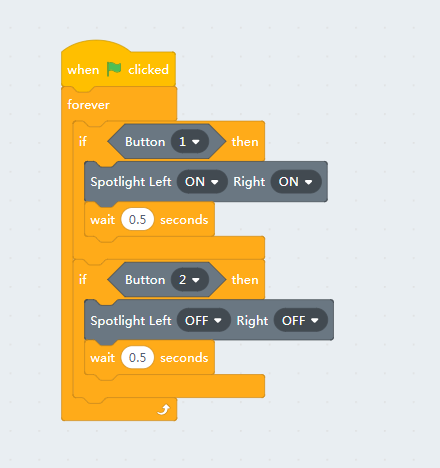 when clicked
forever
if Button 1 then
Spotlight Left ON Right ON
wait 0.5 seconds
if Button 2 then
Spotlight Left OFF Right OFF
wait 0.5 seconds